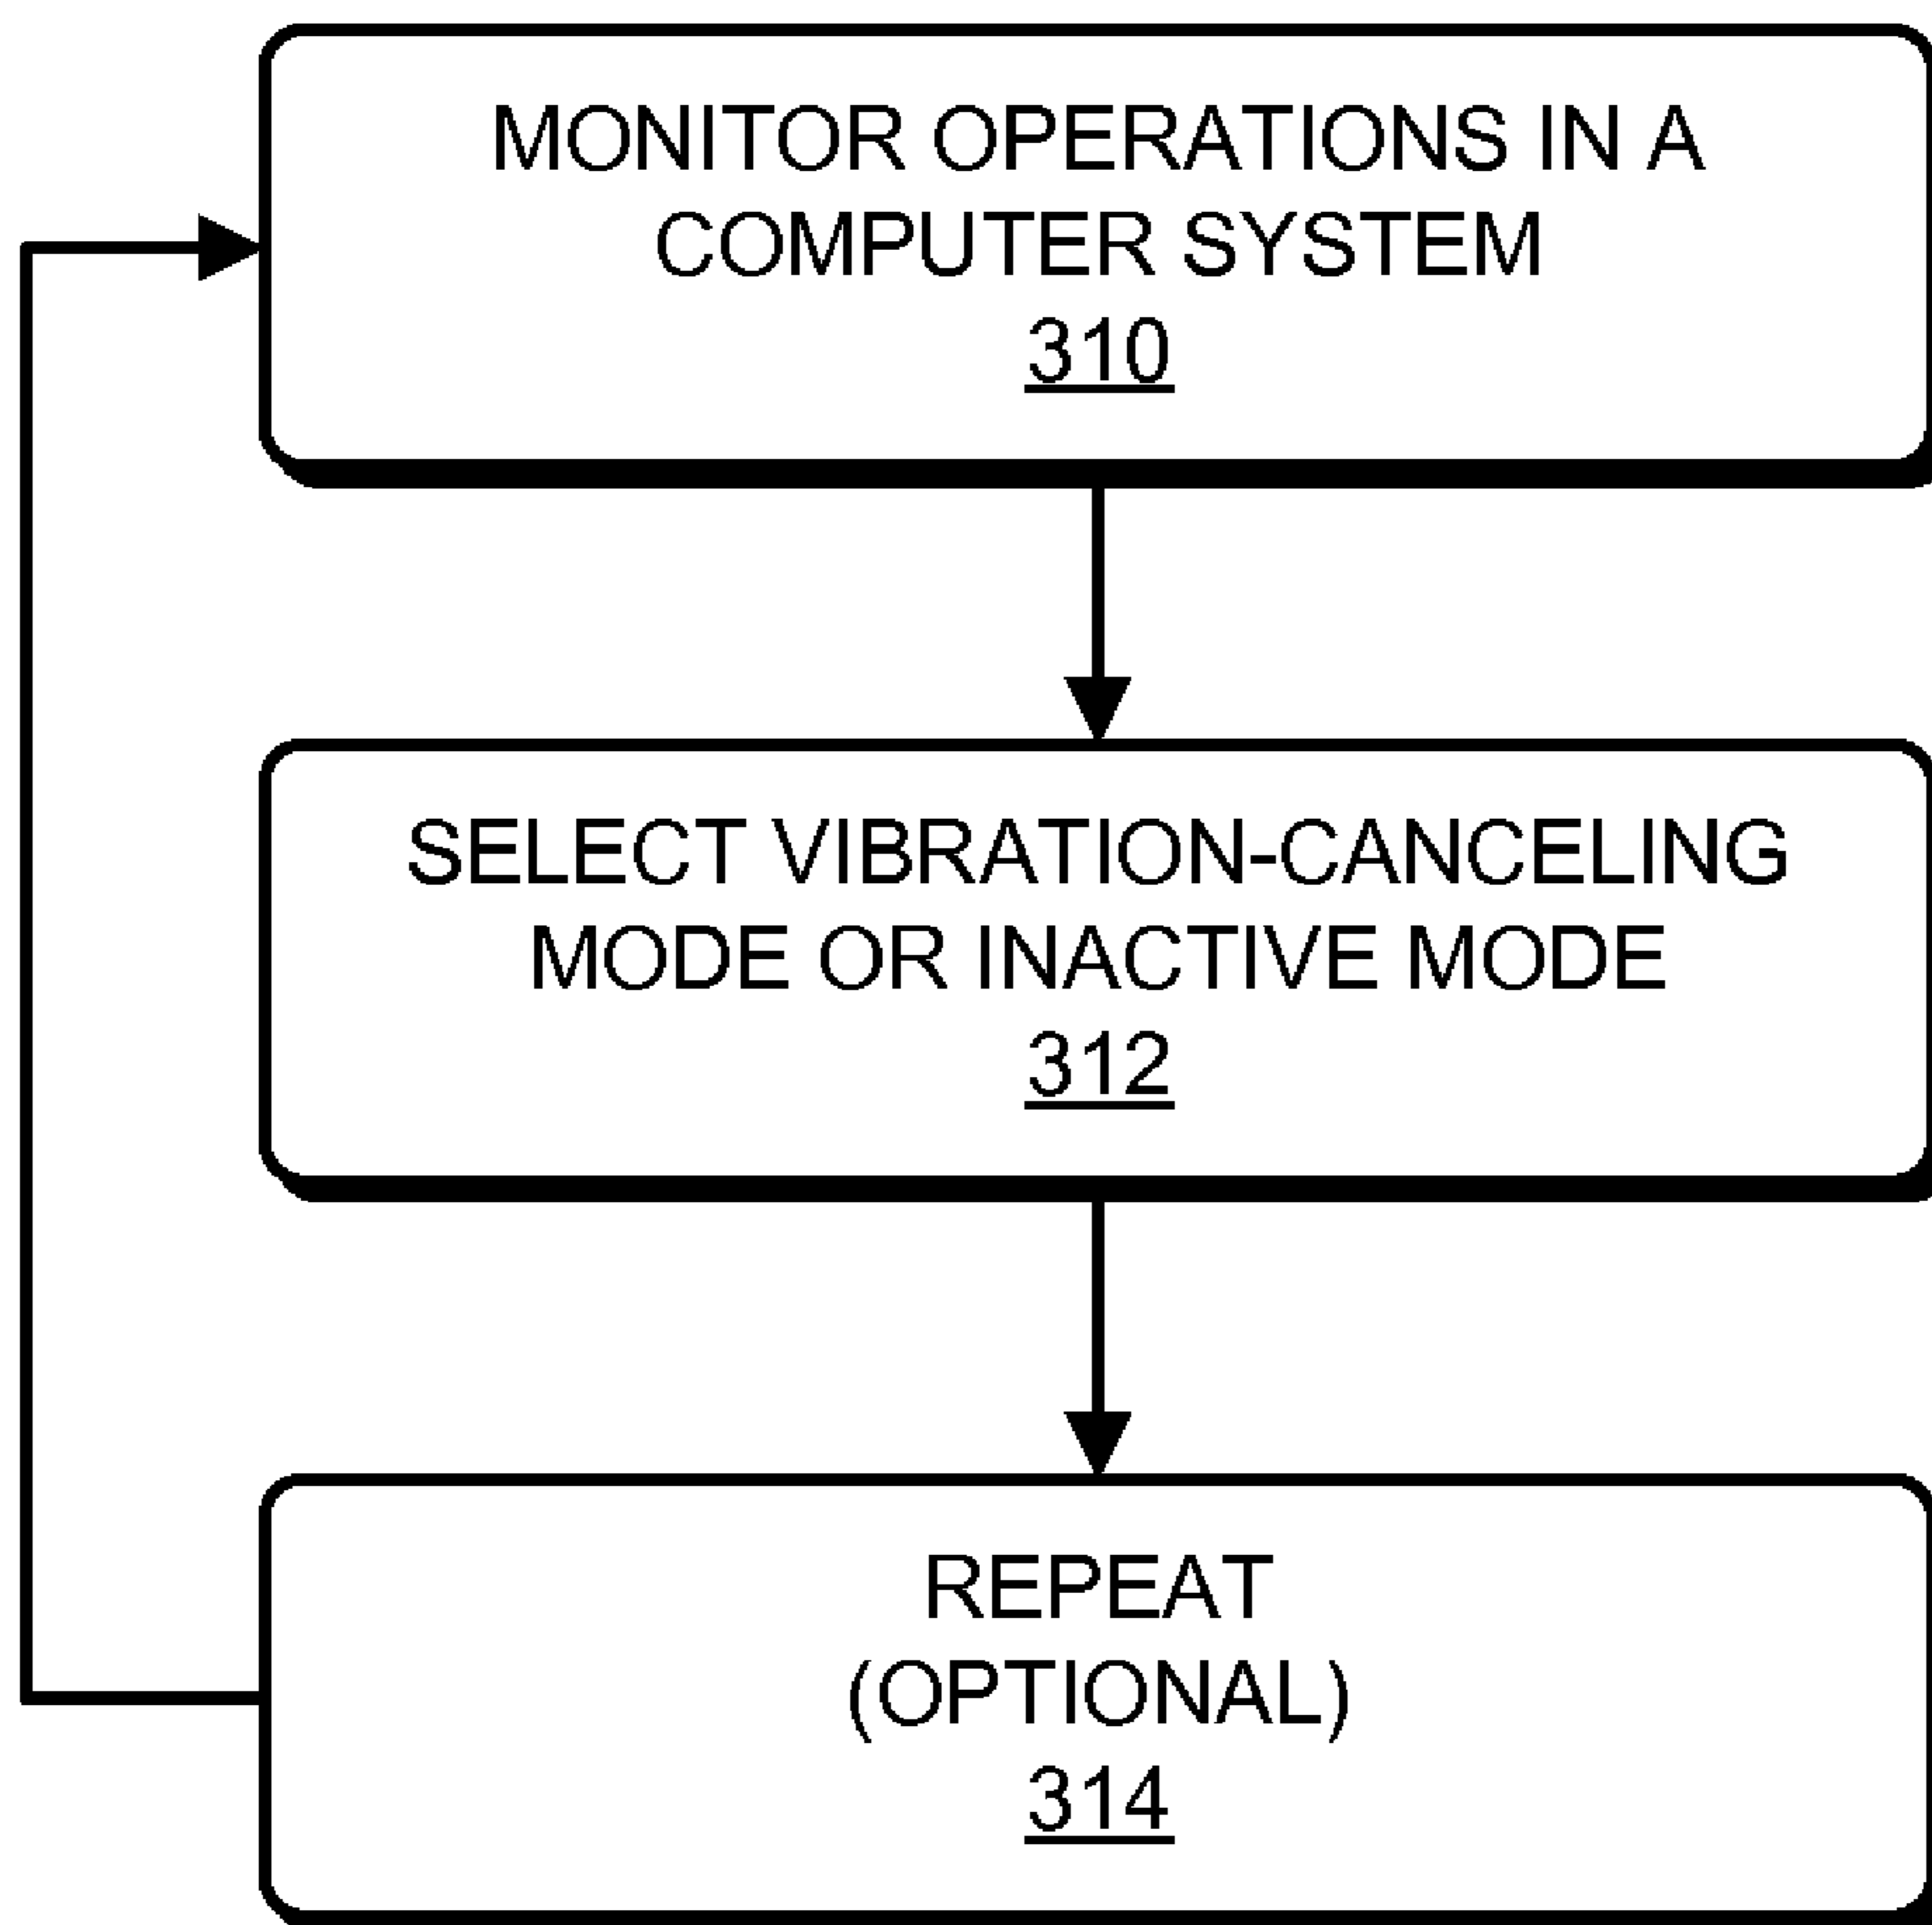 MONITOR OPERATIONS IN A
COMPUTER SYSTEM
310
SELECT VIBRATION-CANCELING
MODE OR INACTIVE MODE
312
REPEAT
(OPTIONAL)
314